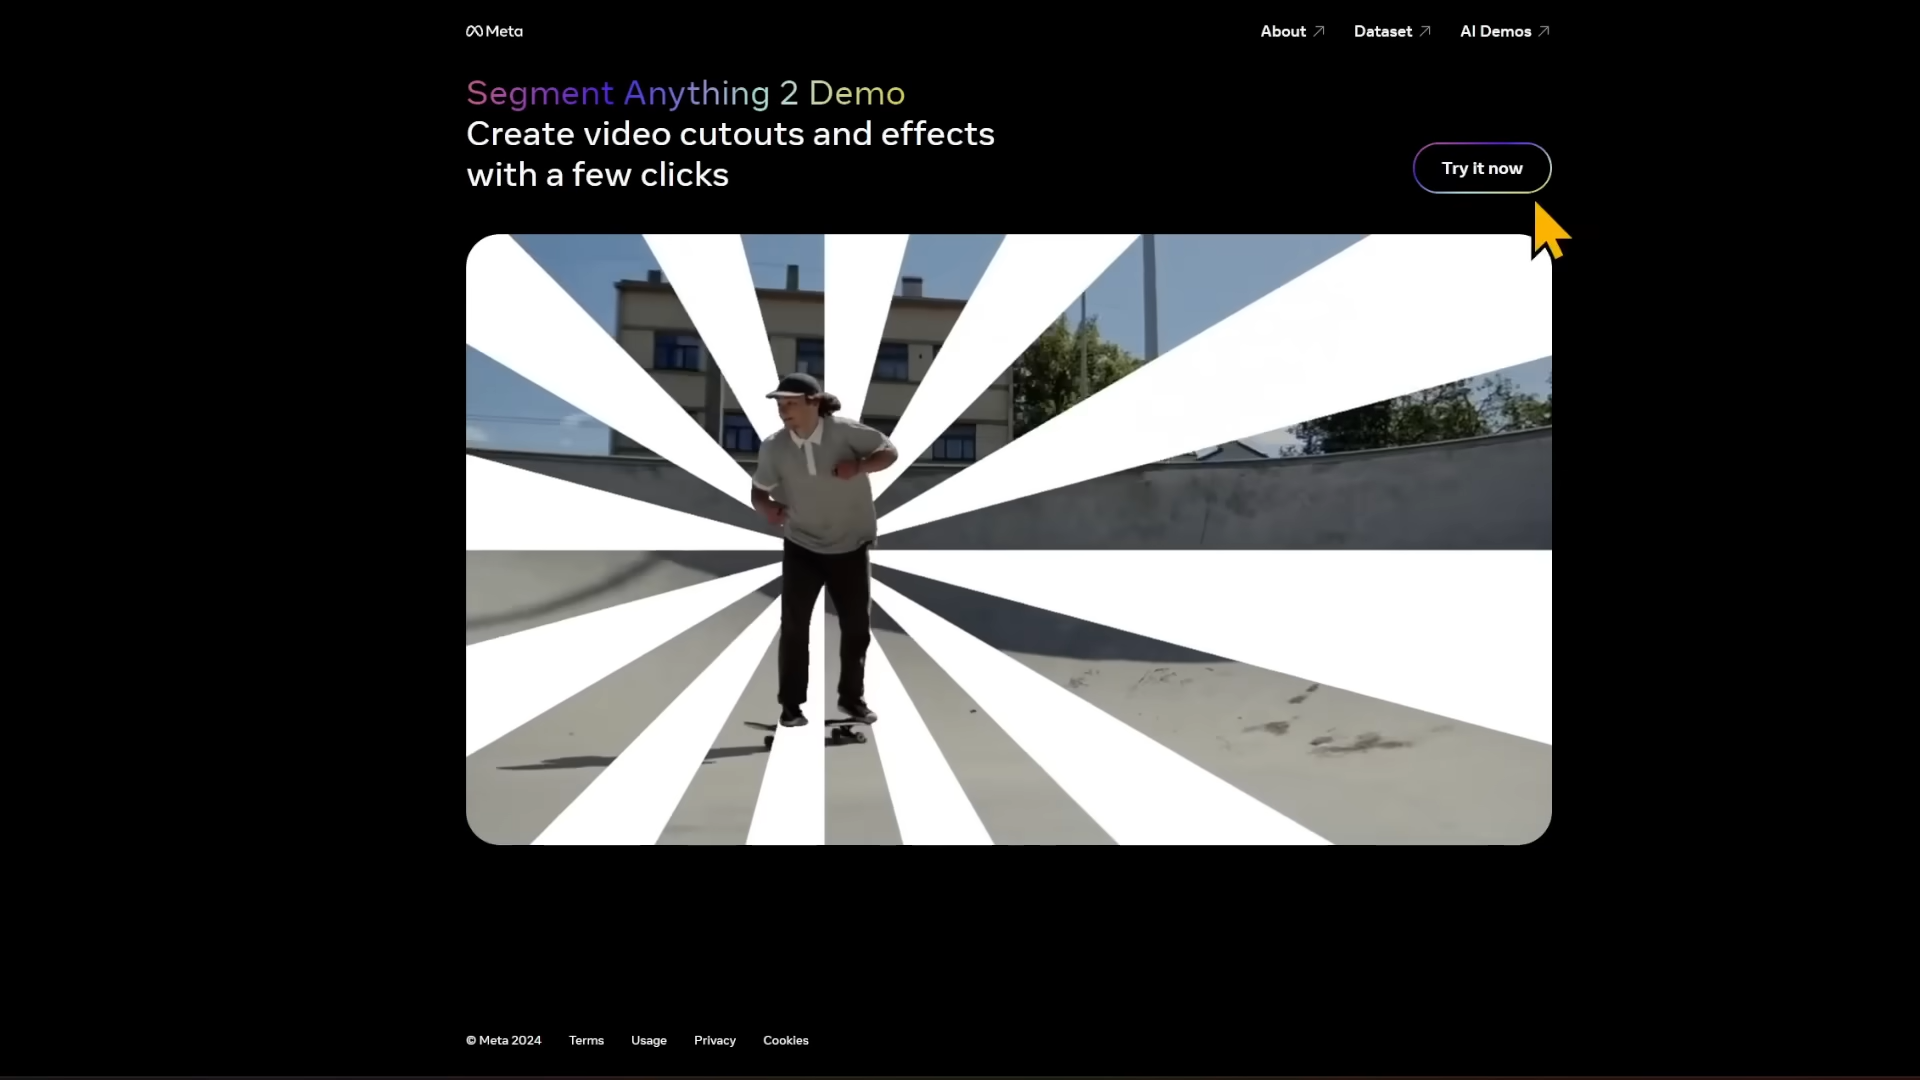 Meta
About
Dataset
AI Demos
Segment Anything 2 Demo
Create video cutouts and effects
with a few clicks
Try it now
© Meta 2024
Terms
Usage
Privacy
Cookies